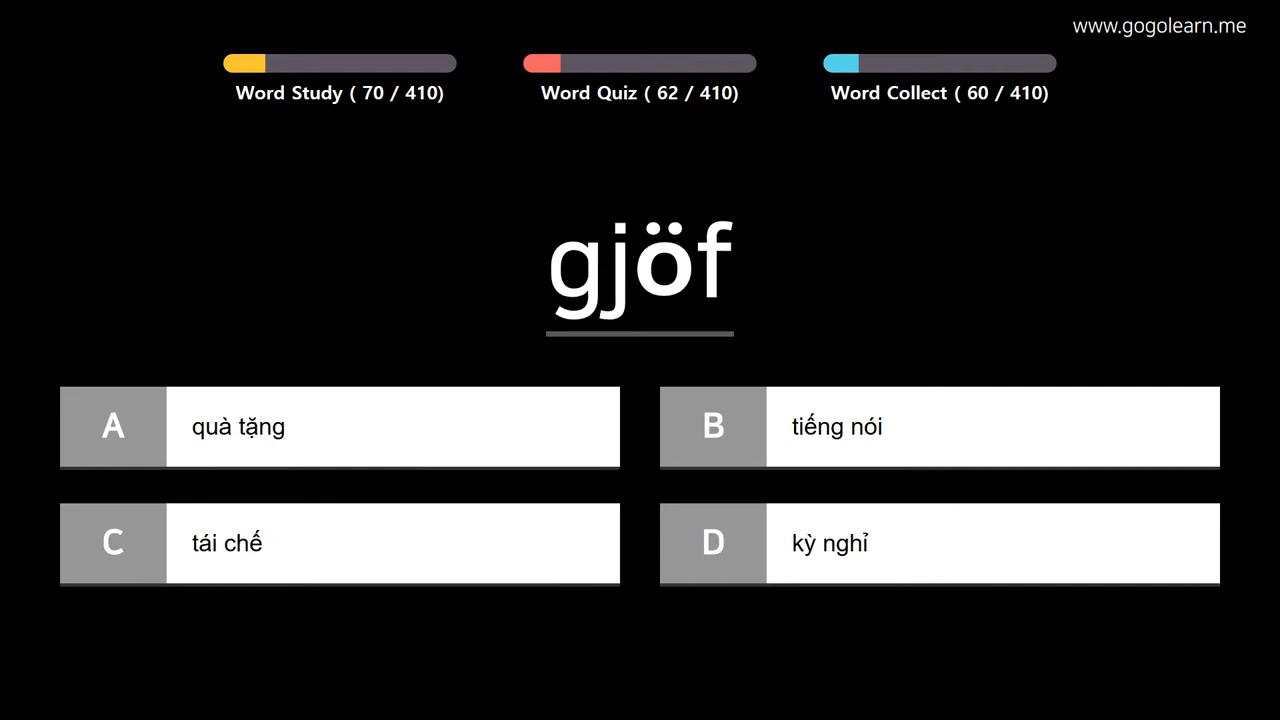 www.gogolearn.me
Word Study ( 70 / 410)
Word Quiz ( 62 / 410)
Word Collect ( 60 / 410)
gjöf
A quà tặng
B tiếng nói
C tái chế
D kỳ nghỉ